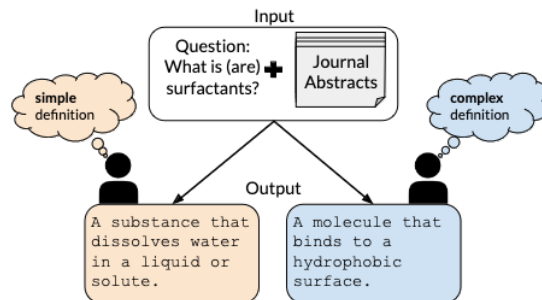 Input
Question:
What is (are)
surfactants?
Journal
Abstracts
simple
definition
complex
definition
Output
A substance that
dissolves water
in a liquid or
solute.
A molecule that
binds to a
hydrophobic
surface.